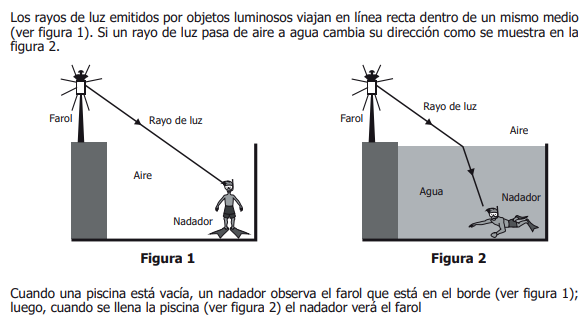 Los rayos de luz emitidos por objetos luminosos viajan en línea recta dentro de un mismo medio
(ver figura 1). Si un rayo de luz pasa de aire a agua cambia su dirección como se muestra en la
figura 2.
Farol
Rayo de luz
Aire
Nadador
Figura 1
Farol
Rayo de luz
Aire
Agua
Nadador
Figura 2
Cuando una piscina está vacía, un nadador observa el farol que está en el borde (ver figura 1);
luego, cuando se llena la piscina (ver figura 2) el nadador verá el farol